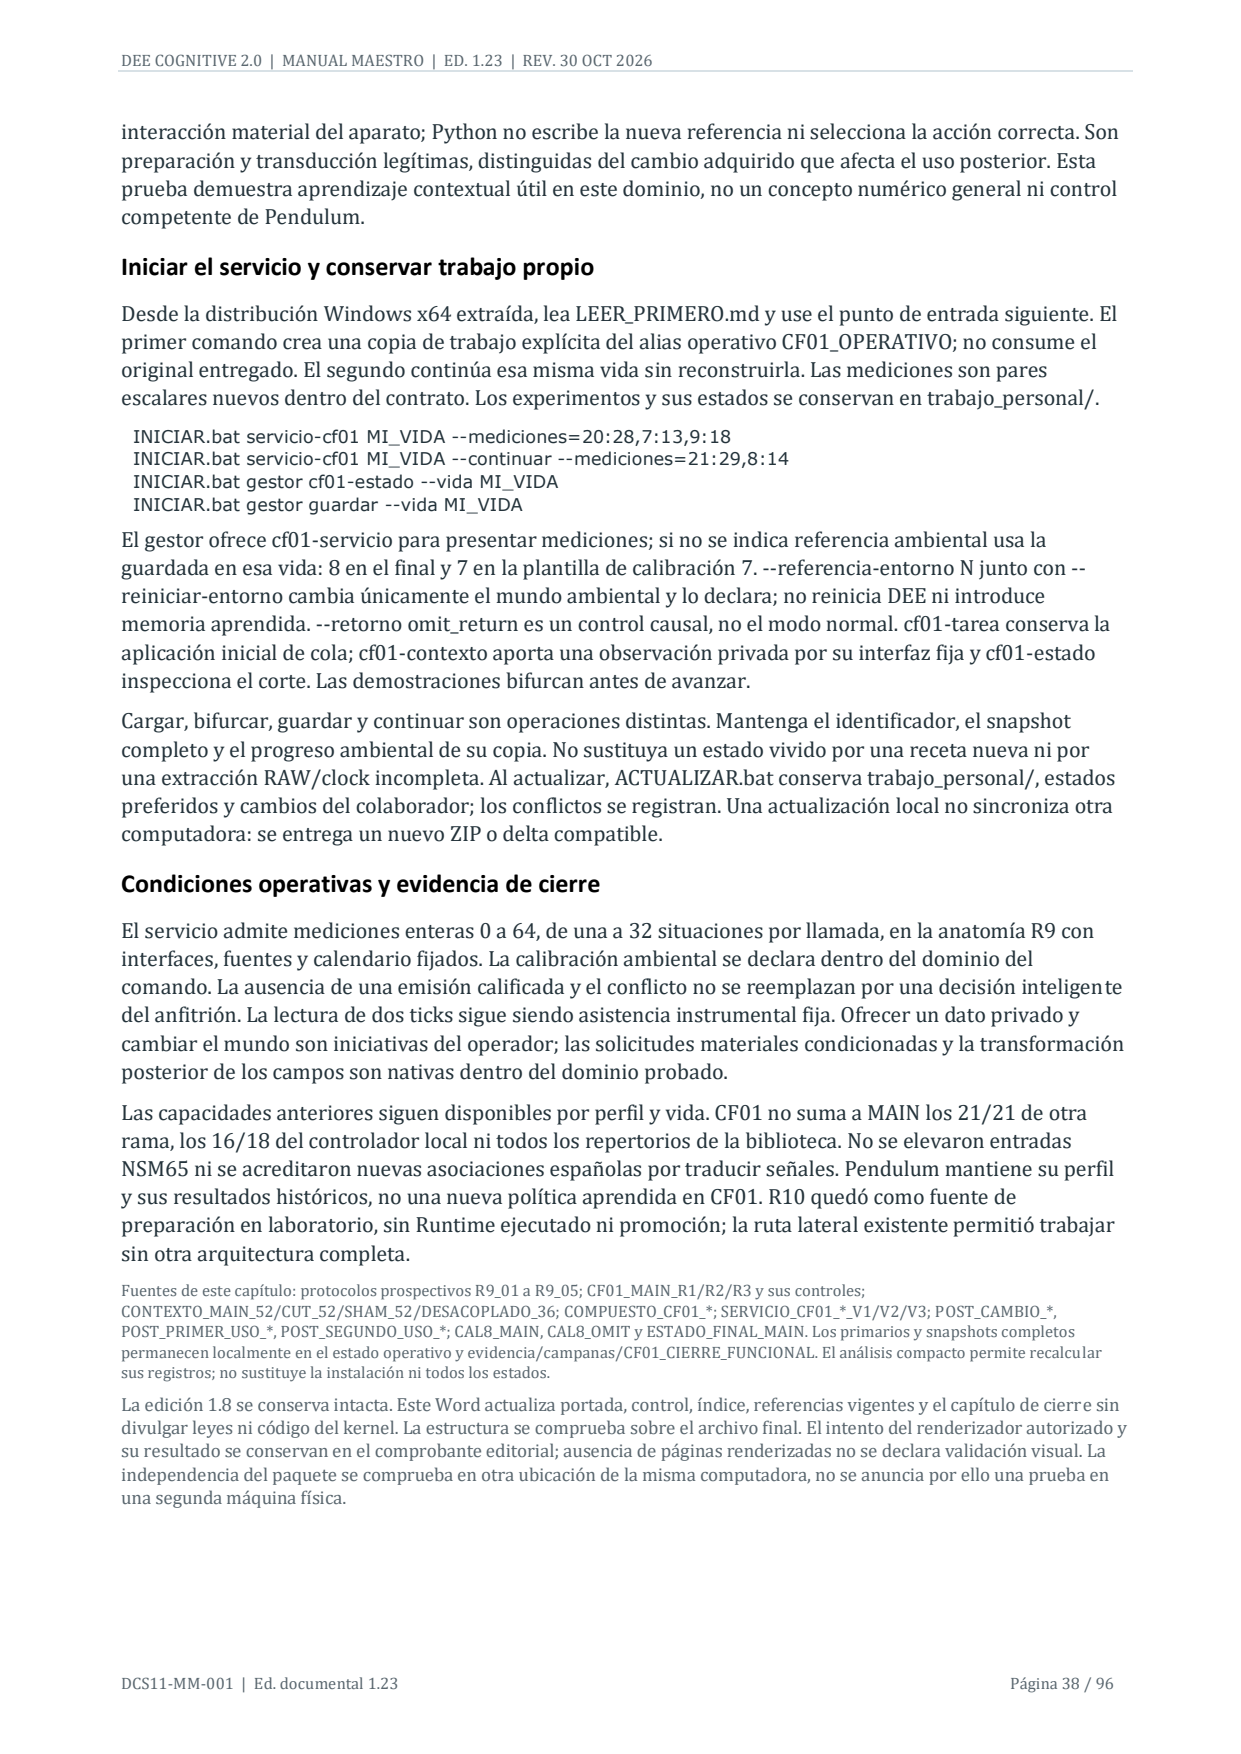 DEE COGNITIVE 2.0 | MANUAL MAESTRO | ED. 1.23 | REV. 30 OCT 2026
interacción material del aparato; Python no escribe la nueva referencia ni selecciona la acción correcta. Son
preparación y transducción legítimas, distinguidas del cambio adquirido que afecta el uso posterior. Esta
prueba demuestra aprendizaje contextual útil en este dominio, no un concepto numérico general ni control
competente de Pendulum.
Iniciar el servicio y conservar trabajo propio
Desde la distribución Windows x64 extraída, lea LEER_PRIMERO.md y use el punto de entrada siguiente. El
primer comando crea una copia de trabajo explícita del alias operativo CF01_OPERATIVO; no consume el
original entregado. El segundo continúa esa misma vida sin reconstruirla. Las mediciones son pares
escalares nuevos dentro del contrato. Los experimentos y sus estados se conservan en trabajo_personal/.
INICIAR.bat servicio-cf01 MI_VIDA --mediciones=20:28,7:13,9:18
INICIAR.bat servicio-cf01 MI_VIDA --continuar --mediciones=21:29,8:14
INICIAR.bat gestor cf01-estado --vida MI_VIDA
INICIAR.bat gestor guardar --vida MI_VIDA
El gestor ofrece cf01-servicio para presentar mediciones; si no se indica referencia ambiental usa la
guardada en esa vida: 8 en el final y 7 en la plantilla de calibración 7. --referencia-entorno N junto con --
reiniciar-entorno cambia únicamente el mundo ambiental y lo declara; no reinicia DEE ni introduce
memoria aprendida. --retorno omit_return es un control causal, no el modo normal. cf01-tarea conserva la
aplicación inicial de cola; cf01-contexto aporta una observación privada por su interfaz fija y cf01-estado
inspecciona el corte. Las demostraciones bifurcan antes de avanzar.
Cargar, bifurcar, guardar y continuar son operaciones distintas. Mantenga el identificador, el snapshot
completo y el progreso ambiental de su copia. No sustituya un estado vivido por una receta nueva ni por
una extracción RAW/clock incompleta. Al actualizar, ACTUALIZAR.bat conserva trabajo_personal/, estados
preferidos y cambios del colaborador; los conflictos se registran. Una actualización local no sincroniza otra
computadora: se entrega un nuevo ZIP o delta compatible.
Condiciones operativas y evidencia de cierre
El servicio admite mediciones enteras 0 a 64, de una a 32 situaciones por llamada, en la anatomía R9 con
interfaces, fuentes y calendario fijados. La calibración ambiental se declara dentro del dominio del
comando. La ausencia de una emisión calificada y el conflicto no se reemplazan por una decisión inteligente
del anfitrión. La lectura de dos ticks sigue siendo asistencia instrumental fija. Ofrecer un dato privado y
cambiar el mundo son iniciativas del operador; las solicitudes materiales condicionadas y la transformación
posterior de los campos son nativas dentro del dominio probado.
Las capacidades anteriores siguen disponibles por perfil y vida. CF01 no suma a MAIN los 21/21 de otra
rama, los 16/18 del controlador local ni todos los repertorios de la biblioteca. No se elevaron entradas
NSM65 ni se acreditaron nuevas asociaciones españolas por traducir señales. Pendulum mantiene su perfil
y sus resultados históricos, no una nueva política aprendida en CF01. R10 quedó como fuente de
preparación en laboratorio, sin Runtime ejecutado ni promoción; la ruta lateral existente permitió trabajar
sin otra arquitectura completa.
Fuentes de este capítulo: protocolos prospectivos R9_01 a R9_05; CF01_MAIN_R1/R2/R3 y sus controles;
CONTEXTO_MAIN_52/CUT_52/SHAM_52/DESACOPLADO_36; COMPUESTO_CF01_*; SERVICIO_CF01_*_V1/V2/V3; POST_CAMBIO_*,
POST_PRIMER_USO_*, POST_SEGUNDO_USO_*; CAL8_MAIN, CAL8_OMIT y ESTADO_FINAL_MAIN. Los primarios y snapshots completos
permanecen localmente en el estado operativo y evidencia/campanas/CF01_CIERRE_FUNCIONAL. El análisis compacto permite recalcular
sus registros; no sustituye la instalación ni todos los estados.
La edición 1.8 se conserva intacta. Este Word actualiza portada, control, índice, referencias vigentes y el capítulo de cierre sin
divulgar leyes ni código del kernel. La estructura se comprueba sobre el archivo final. El intento del renderizador autorizado y
su resultado se conservan en el comprobante editorial; ausencia de páginas renderizadas no se declara validación visual. La
independencia del paquete se comprueba en otra ubicación de la misma computadora, no se anuncia por ello una prueba en
una segunda máquina física.
DCS11-MM-001 | Ed. documental 1.23
Página 38 / 96